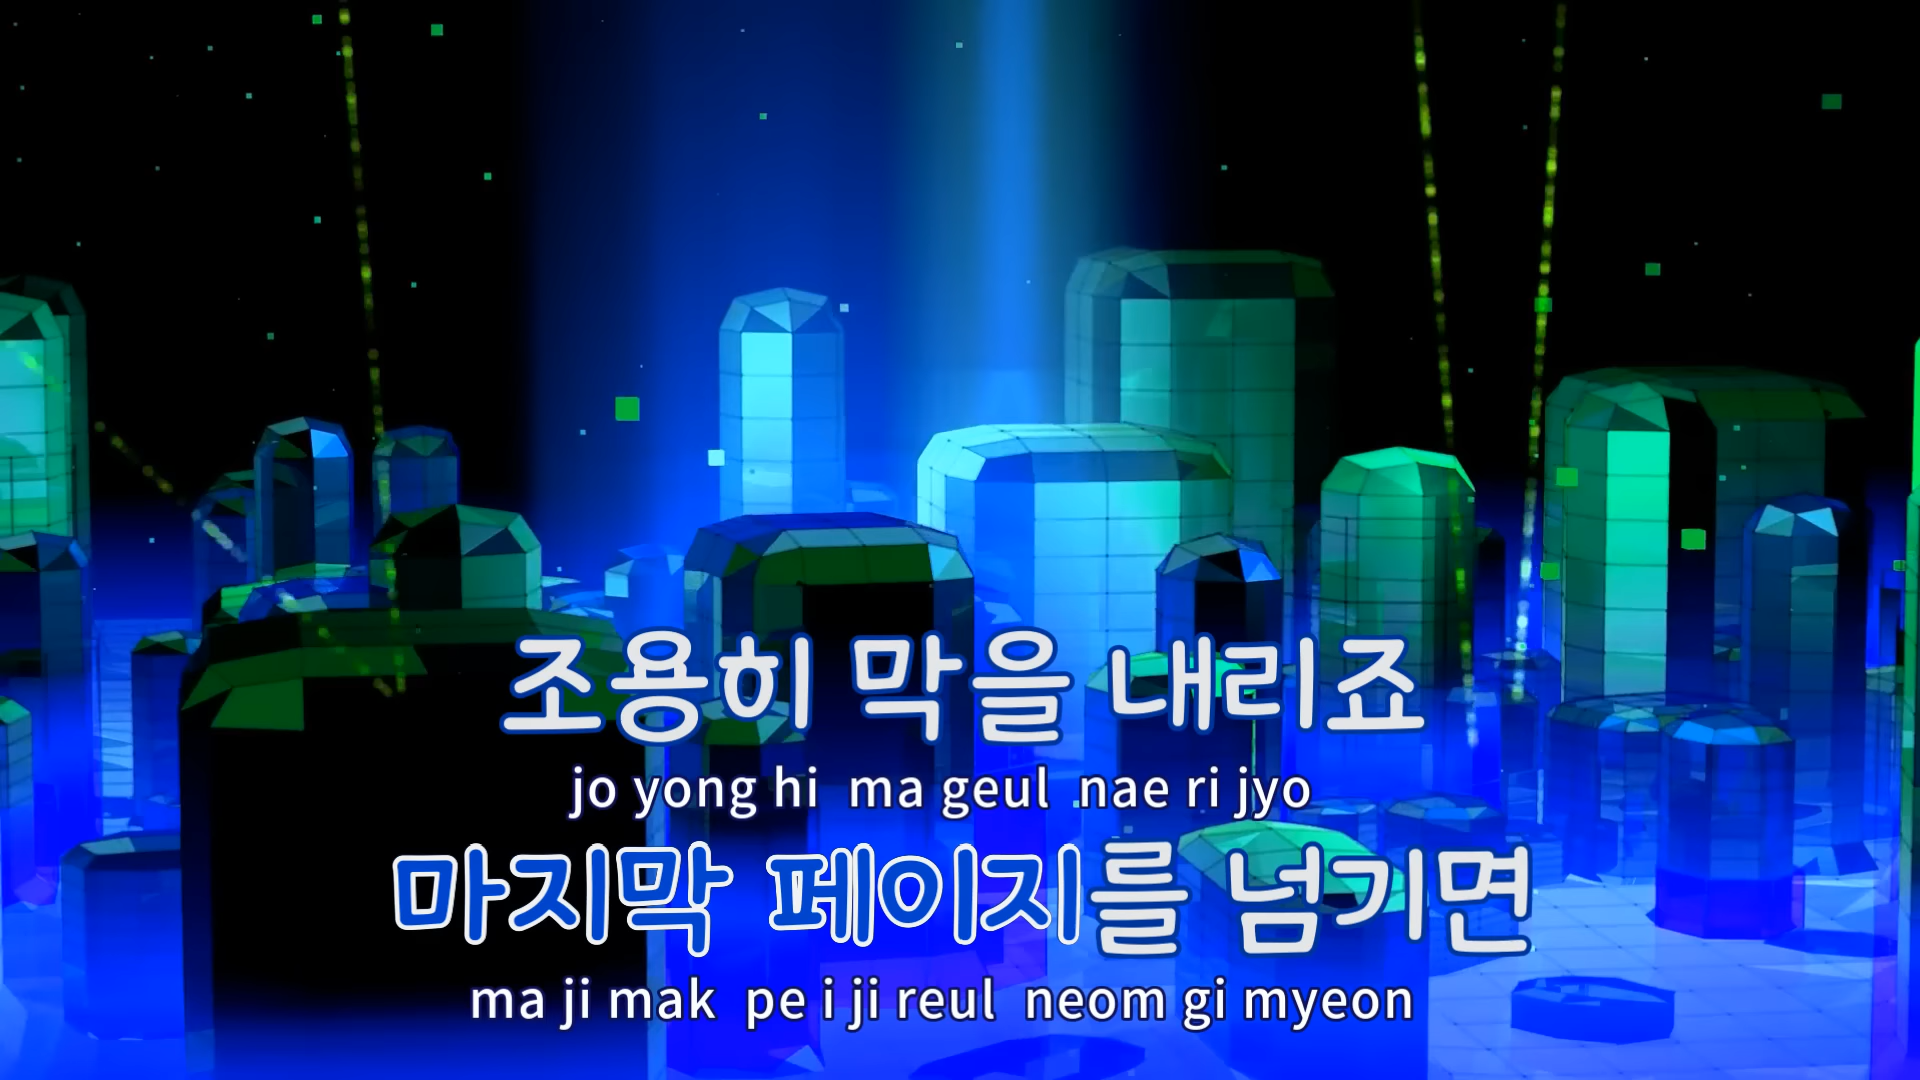 조용히 막을 내리죠
jo yong hi ma geul nae ri jyo
마지막 페이지를 넘기면
ma ji mak pe i ji reul neom gi myeon